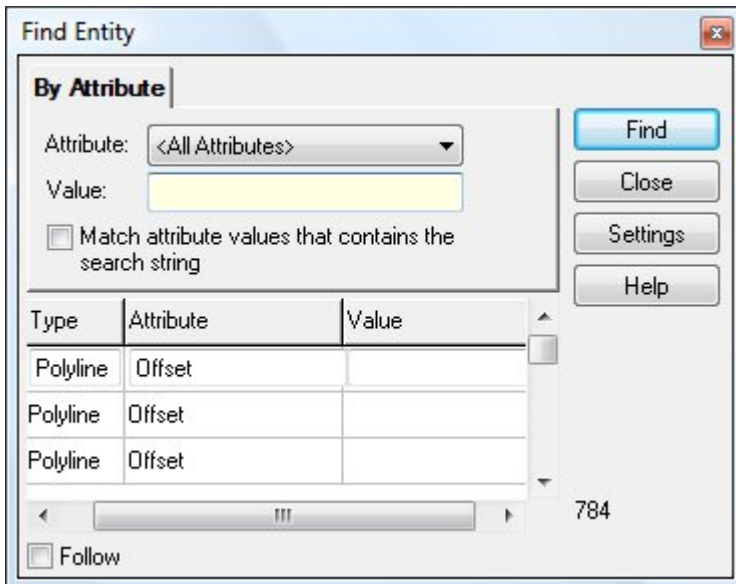 Find Entity
By Attribute
Attribute: <All Attributes>
Value:
Match attribute values that contains the
search string
Find
Close
Settings
Help
Type Attribute Value
Polyline Offset
Polyline Offset
Polyline Offset
784
Follow